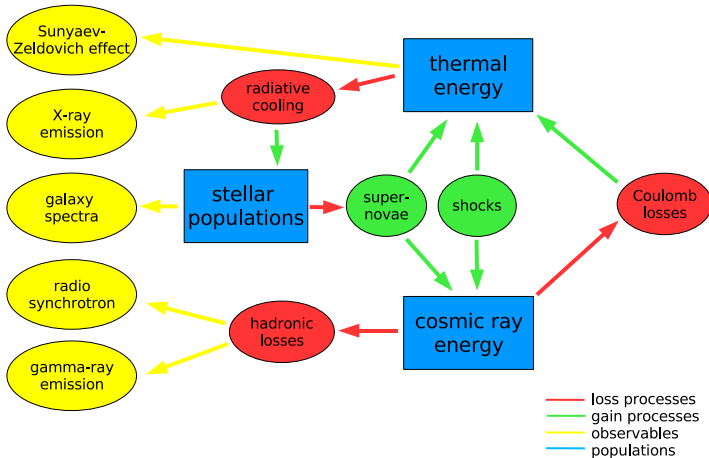 Sunyaev-
Zeldovich effect
thermal
energy
radiative
cooling
X-ray
emission
stellar
populations
super-
novae
shocks
Coulomb
losses
galaxy
spectra
radio
synchrotron
hadronic
losses
cosmic ray
energy
gamma-ray
emission
loss processes
gain processes
observables
populations